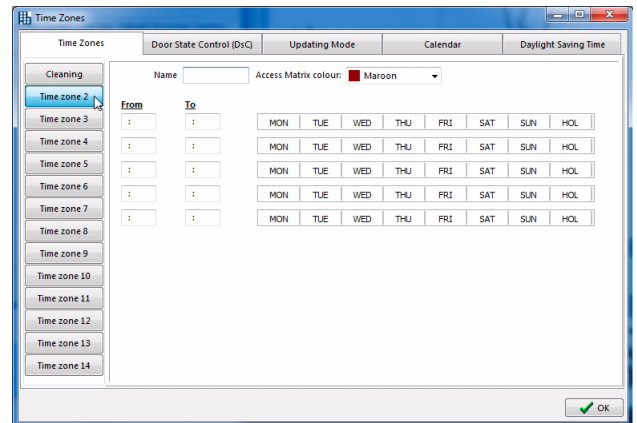 Time Zones
Time Zones Door State Control (DsC) Updating Mode Calendar Daylight Saving Time
Cleaning Name Access Matrix colour: Maroon
Time zone 2
From To
Time zone 3 : : MON TUE WED THU FRI SAT SUN HOL
Time zone 4 : : MON TUE WED THU FRI SAT SUN HOL
Time zone 5 : : MON TUE WED THU FRI SAT SUN HOL
Time zone 6 : : MON TUE WED THU FRI SAT SUN HOL
Time zone 7 : : MON TUE WED THU FRI SAT SUN HOL
Time zone 8
Time zone 9
Time zone 10
Time zone 11
Time zone 12
Time zone 13
Time zone 14
OK